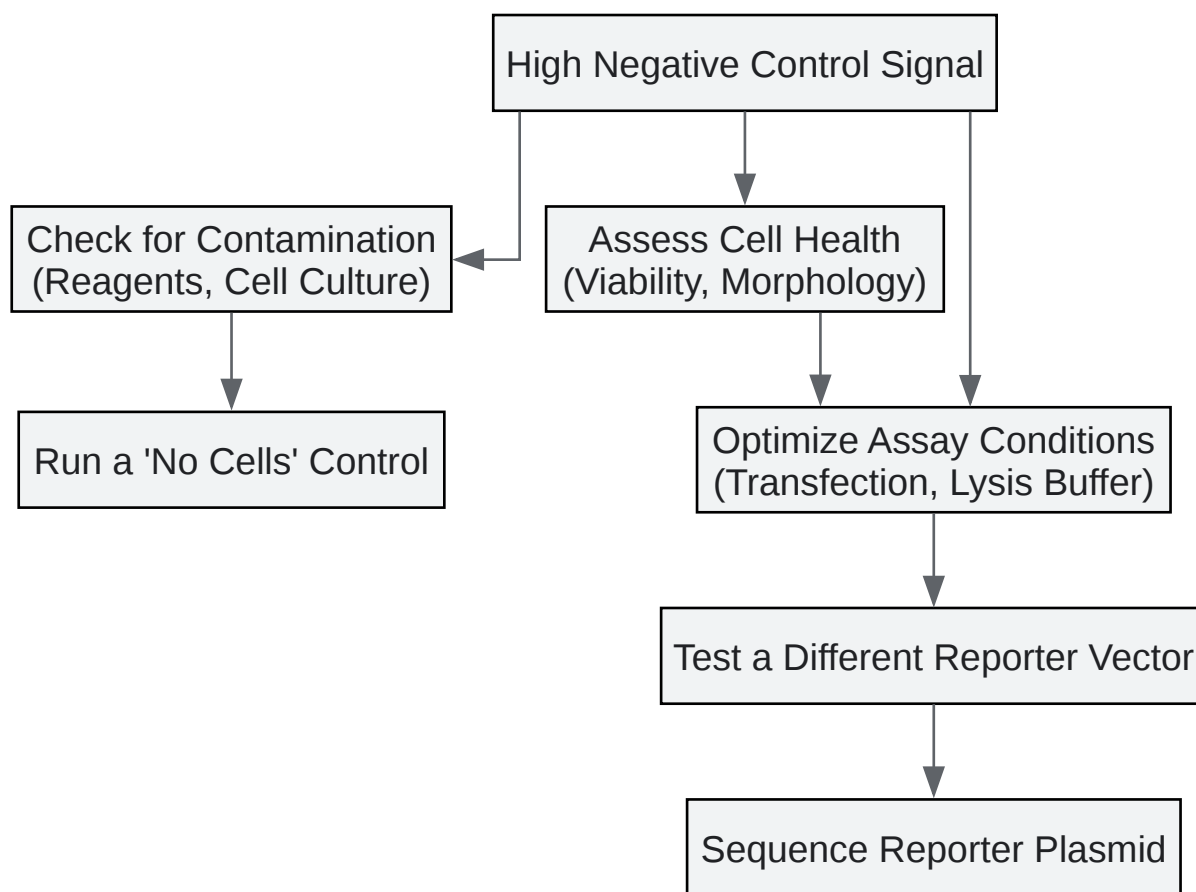 High Negative Control Signal
Check for Contamination
(Reagents, Cell Culture)
Assess Cell Health
(Viability, Morphology)
Run a 'No Cells' Control
Optimize Assay Conditions
(Transfection, Lysis Buffer)
Test a Different Reporter Vector
Sequence Reporter Plasmid